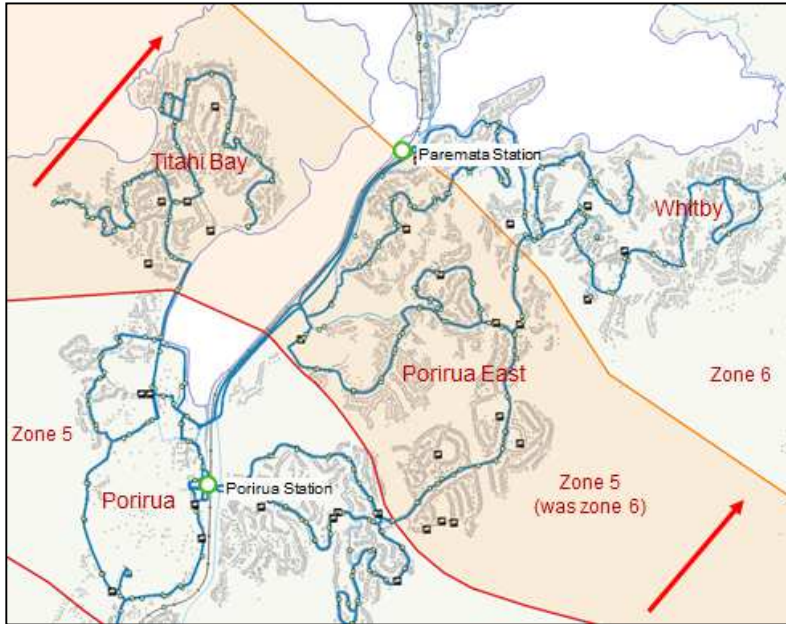 Titahi Bay
Paremata Station
Whitby
Porirua East
Zone 6
Zone 5
Porirua
Porirua Station
Zone 5
(was zone 6)